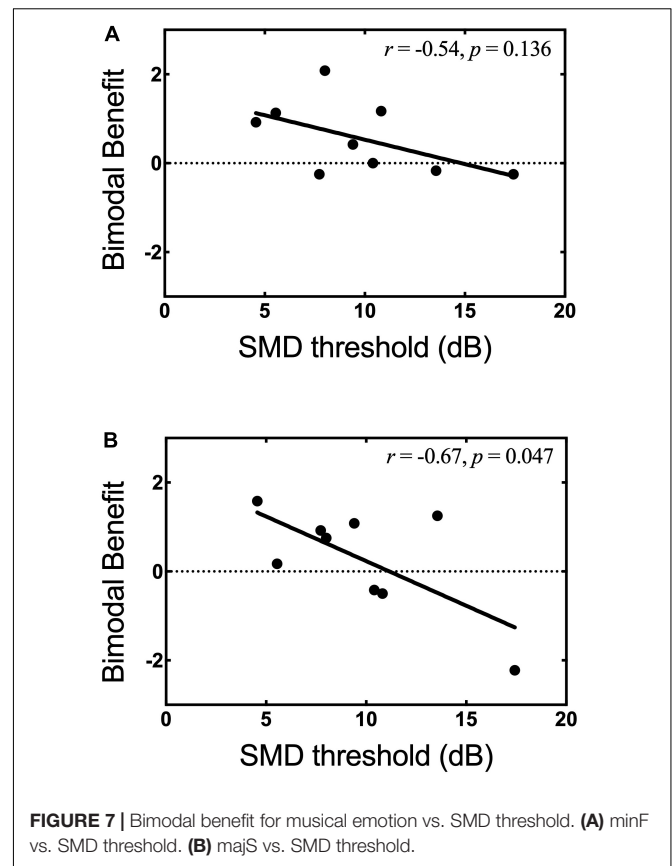 A
r = -0.54, p = 0.136
2
0
-2
Bimodal Benefit
0 5 10 15 20
SMD threshold (dB)
B
r = -0.67, p = 0.047
2
0
-2
Bimodal Benefit
0 5 10 15 20
SMD threshold (dB)
FIGURE 7 | Bimodal benefit for musical emotion vs. SMD threshold. (A) minF
vs. SMD threshold. (B) majS vs. SMD threshold.